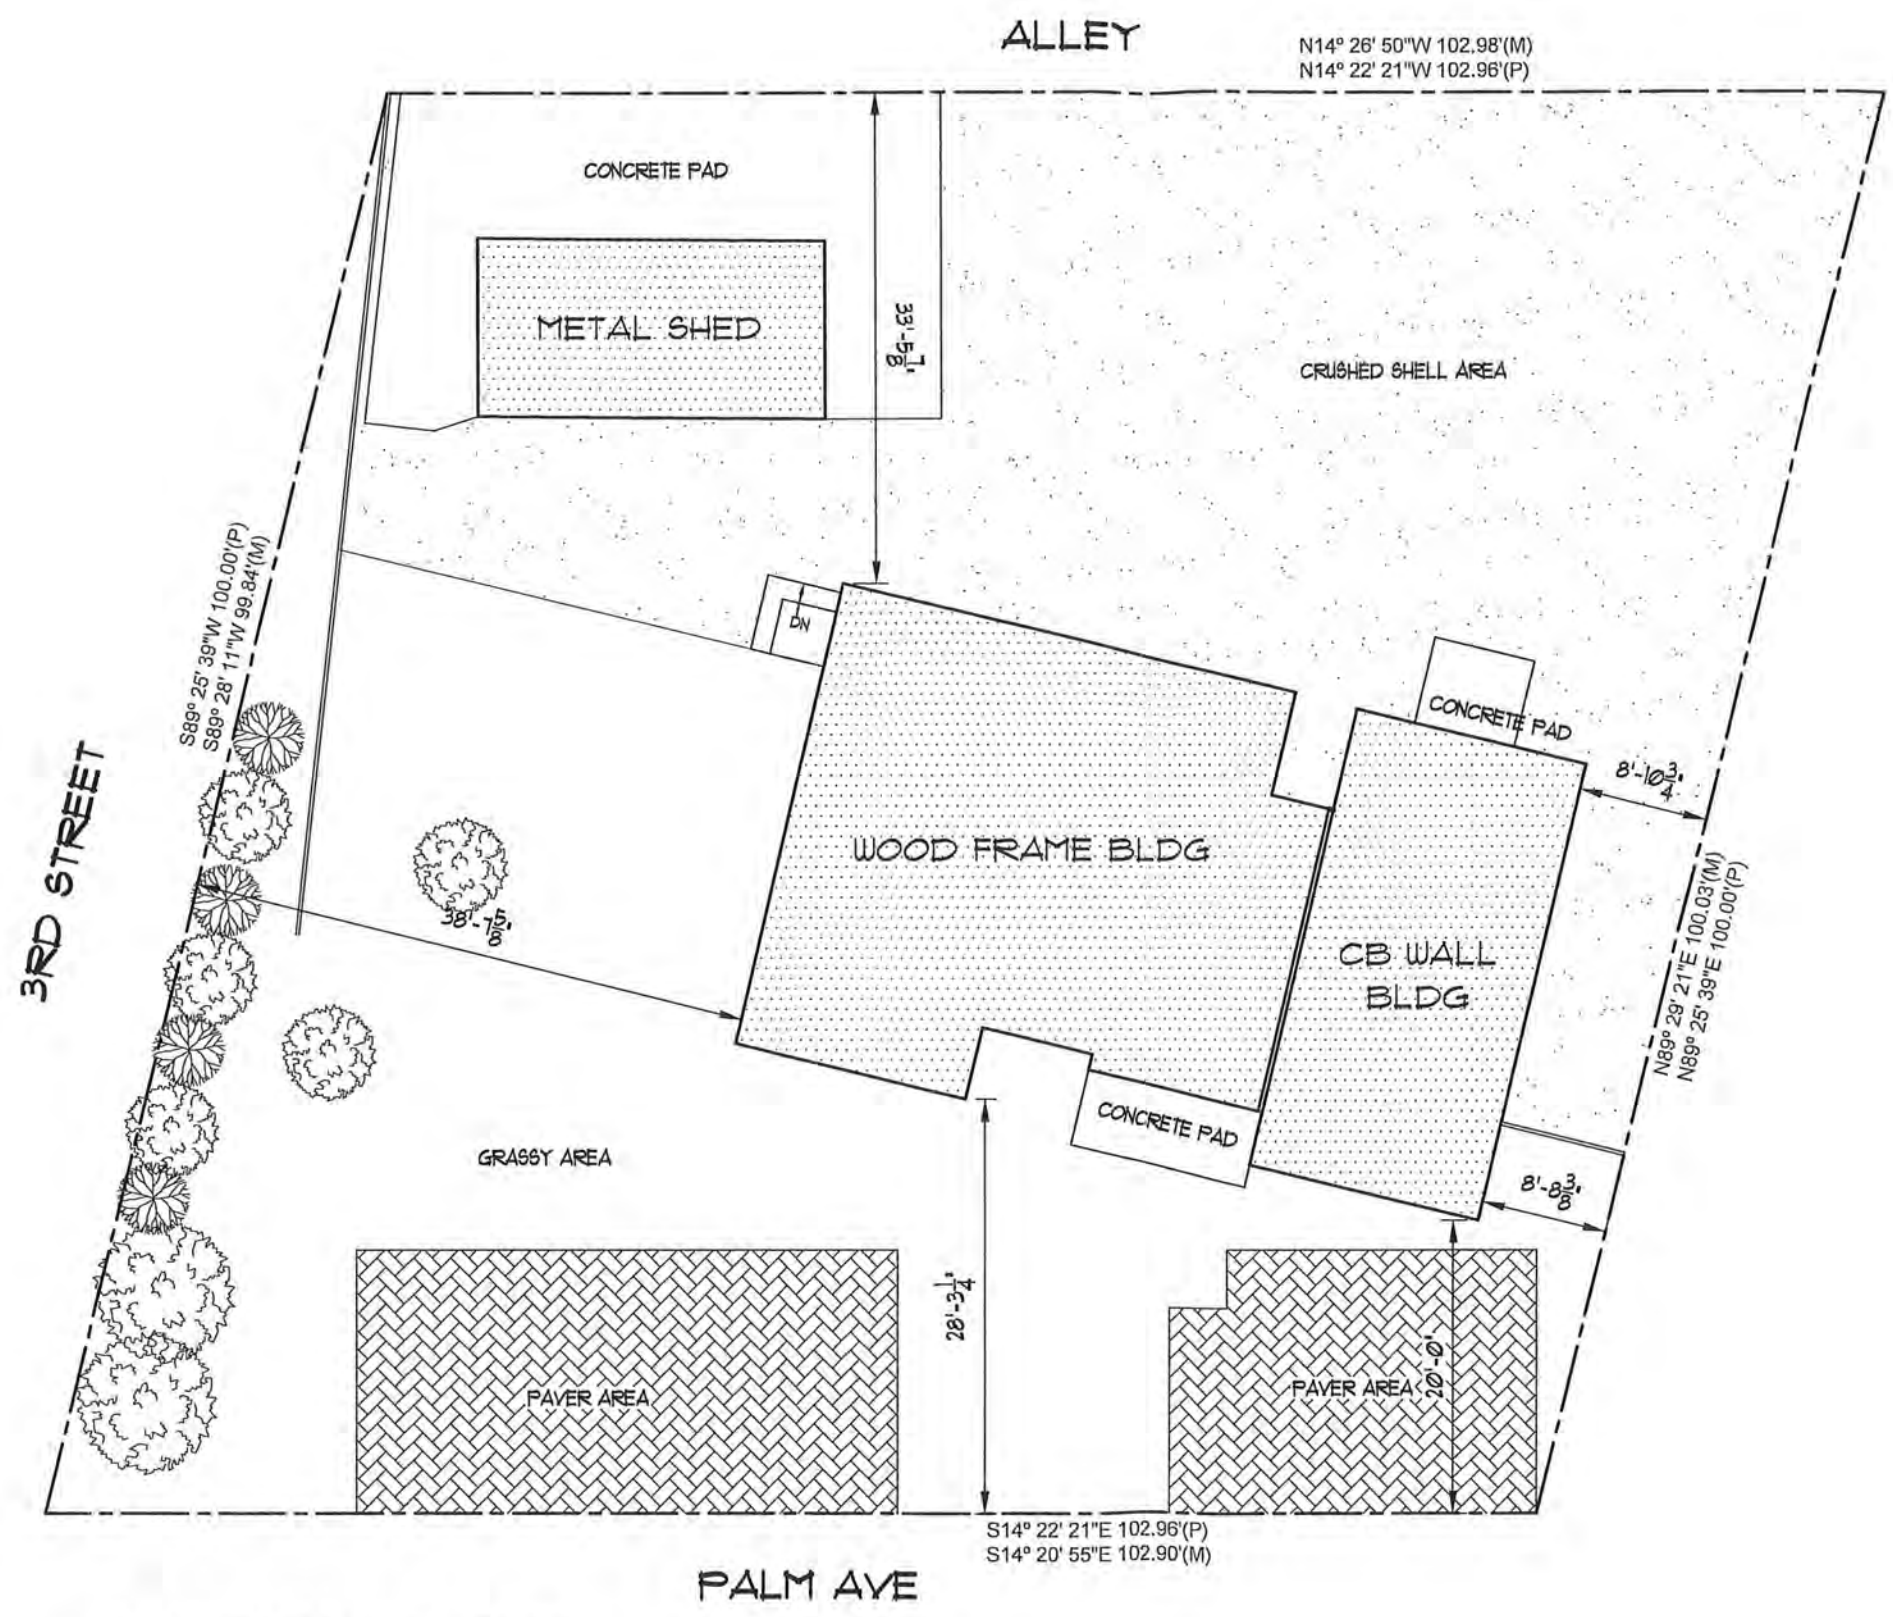 ALLEY
N14° 26' 50"W 102.98'(M)
N14° 22' 21"W 102.96'(P)
CONCRETE PAD
METAL SHED
33'-5 7/8"
CRUSHED SHELL AREA
S89° 25' 39"W 100.00'(P)
S89° 28' 11"W 99.84'(M)
DN
CONCRETE PAD
8'-10 3/4"
3RD STREET
WOOD FRAME BLDG
38'-7 5/8"
CB WALL
BLDG
N89° 29' 21"E 100.03'(M)
N89° 25' 39"E 100.00'(P)
CONCRETE PAD
GRASSY AREA
8'-8 3/8"
28'-3 1/4"
PAVER AREA
PAVER AREA
20'-0"
S14° 22' 21"E 102.96'(P)
S14° 20' 55"E 102.90'(M)
PALM AVE